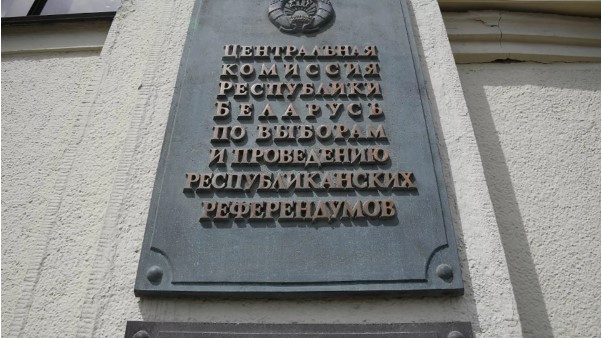 ЦЕНТРАЛЬНАЯ
КОМИССИЯ
РЕСПУБЛИКИ
БЕЛАРУСЬ
ПО ВЫБОРАМ
И ПРОВЕДЕНИЮ
РЕСПУБЛИКАНСКИХ
РЕФЕРЕНДУМОВ